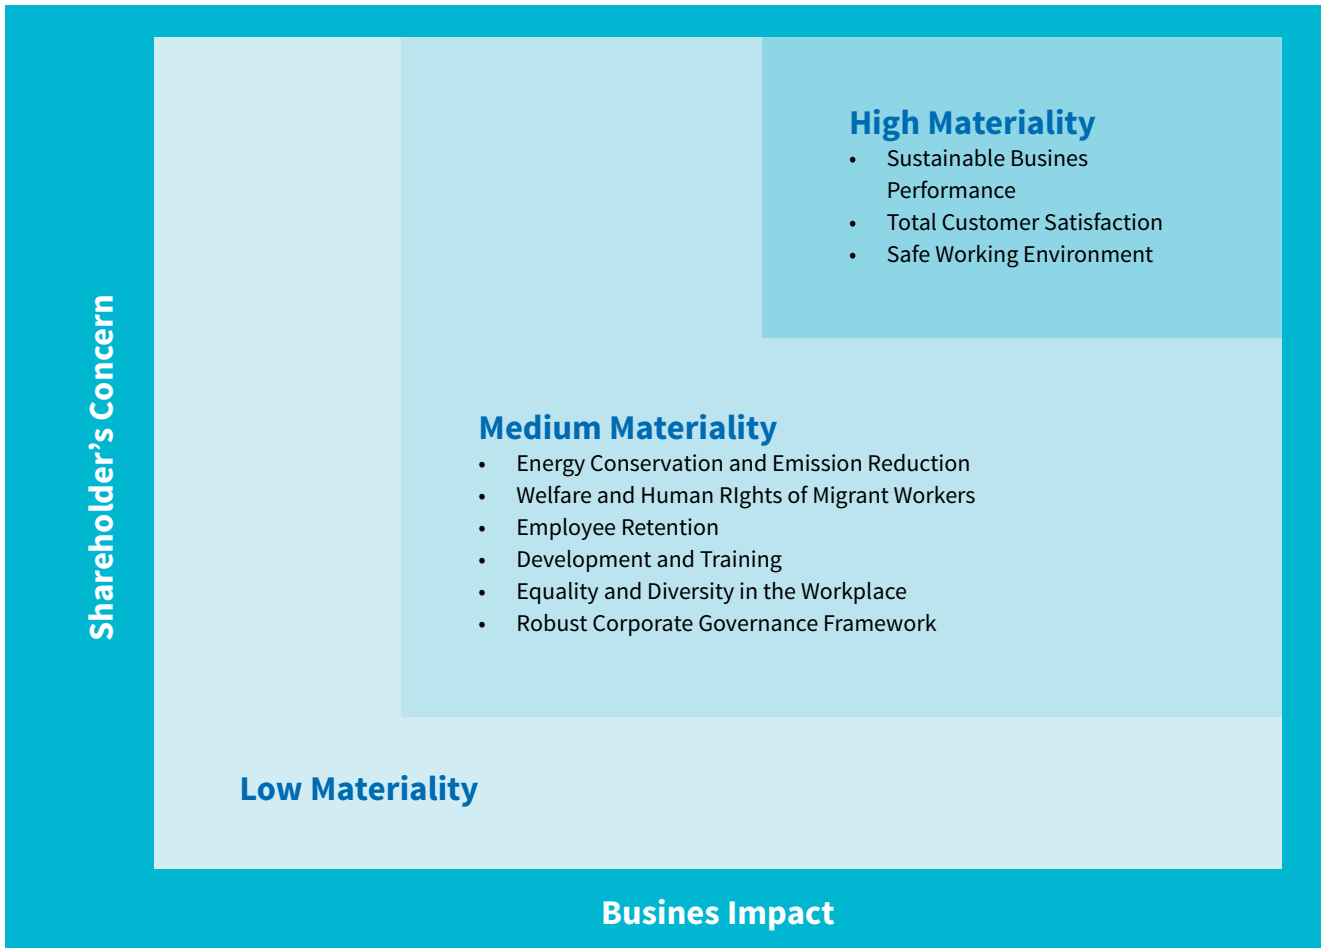 High Materiality
• Sustainable Busines
Performance
• Total Customer Satisfaction
• Safe Working Environment
Shareholder’s Concern
Medium Materiality
• Energy Conservation and Emission Reduction
• Welfare and Human RIghts of Migrant Workers
• Employee Retention
• Development and Training
• Equality and Diversity in the Workplace
• Robust Corporate Governance Framework
Low Materiality
Busines Impact